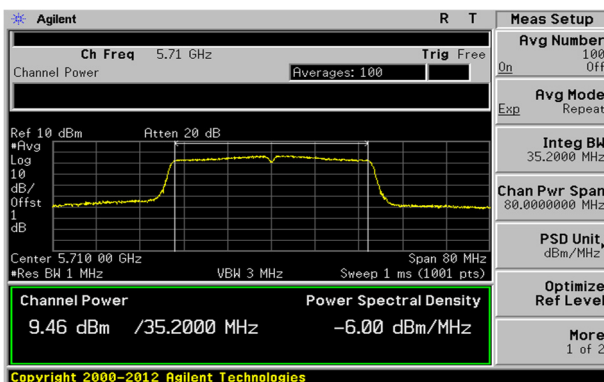 Agilent R T
Ch Freq 5.71 GHz Trig Free
Channel Power Averages: 100
Ref 10 dBm Atten 20 dB
#Avg
Log
10
dB/
Offst
1
dB
Center 5.710 00 GHz Span 80 MHz
#Res BW 1 MHz VBW 3 MHz Sweep 1 ms (1001 pts)
Channel Power Power Spectral Density
9.46 dBm /35.2000 MHz -6.00 dBm/MHz
Copyright 2000-2012 Agilent Technologies
Meas Setup
Avg Number
100
On Off
Avg Mode
Exp Repeat
Integ BW
35.2000 MHz
Chan Pwr Span
80.0000000 MHz
PSD Unit
dBm/MHz
Optimize
Ref Level
More
1 of 2